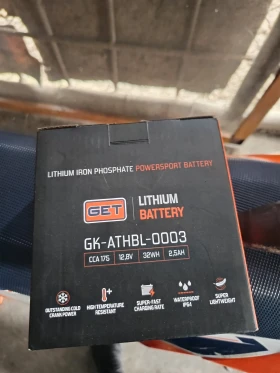 LITHIUM IRON PHOSPHATE POWERSPORT BATTERY
GET
LITHIUM
BATTERY
GK-ATHBL-0003
CCA 175 12,8V 32WH 2.5AH
OUTSTANDING COLD
CRANK POWER
HIGH TEMPERATURE
RESISTANT
SUPER-FAST
CHARGING RATE
WATERPROOF
IP64
SUPER
LIGHTWEIGHT